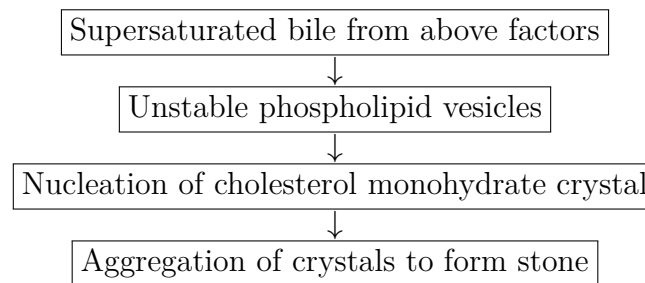 Supersaturated bile from above factors
Unstable phospholipid vesicles
Nucleation of cholesterol monohydrate crystal
Aggregation of crystals to form stone